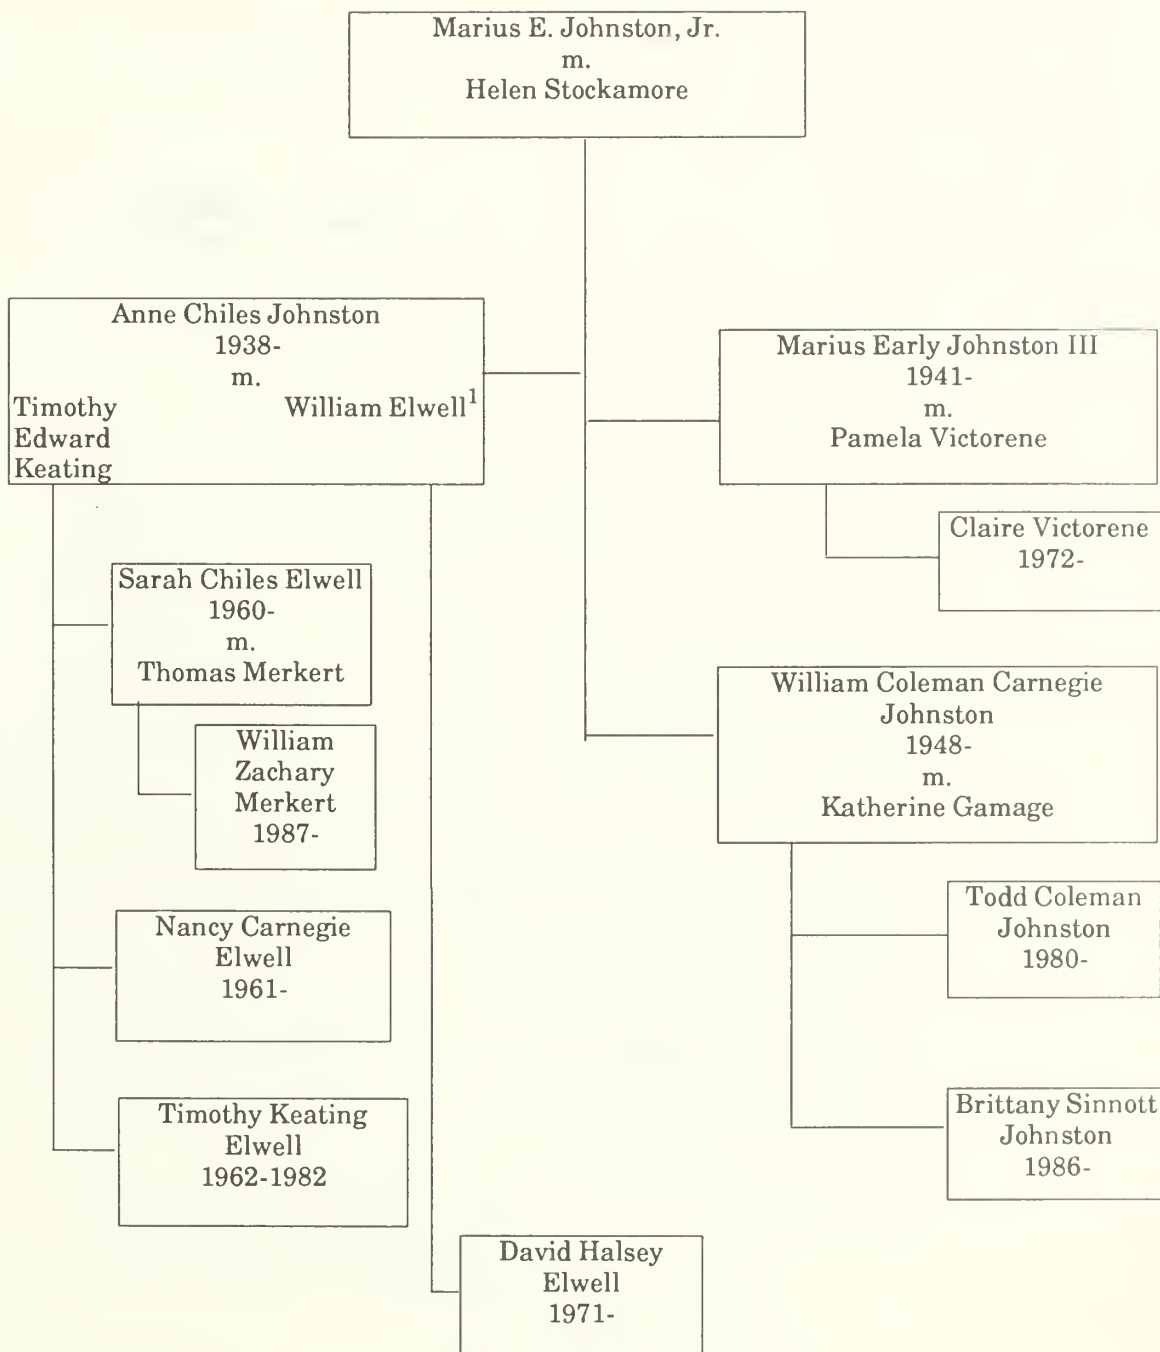 Marius E. Johnston, Jr.
m.
Helen Stockamore
Anne Chiles Johnston
1938-
m.
Timothy
Edward
Keating
William Elwell¹
Sarah Chiles Elwell
1960-
m.
Thomas Merkert
William
Zachary
Merkert
1987-
Nancy Carnegie
Elwell
1961-
Timothy Keating
Elwell
1962-1982
David Halsey
Elwell
1971-
Marius Early Johnston III
1941-
m.
Pamela Victorene
Claire Victorene
1972-
William Coleman Carnegie
Johnston
1948-
m.
Katherine Gamage
Todd Coleman
Johnston
1980-
Brittany Sinnott
Johnston
1986-